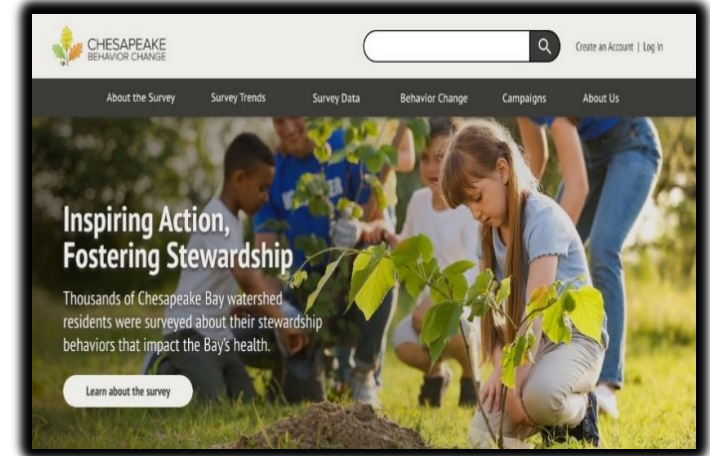 CHESAPEAKE
BEHAVIOR CHANGE
Create an Account | Log In
About the Survey Survey Trends Survey Data Behavior Change Campaigns About Us
Inspiring Action,
Fostering Stewardship
Thousands of Chesapeake Bay watershed
residents were surveyed about their stewardship
behaviors that impact the Bay's health.
Learn about the survey